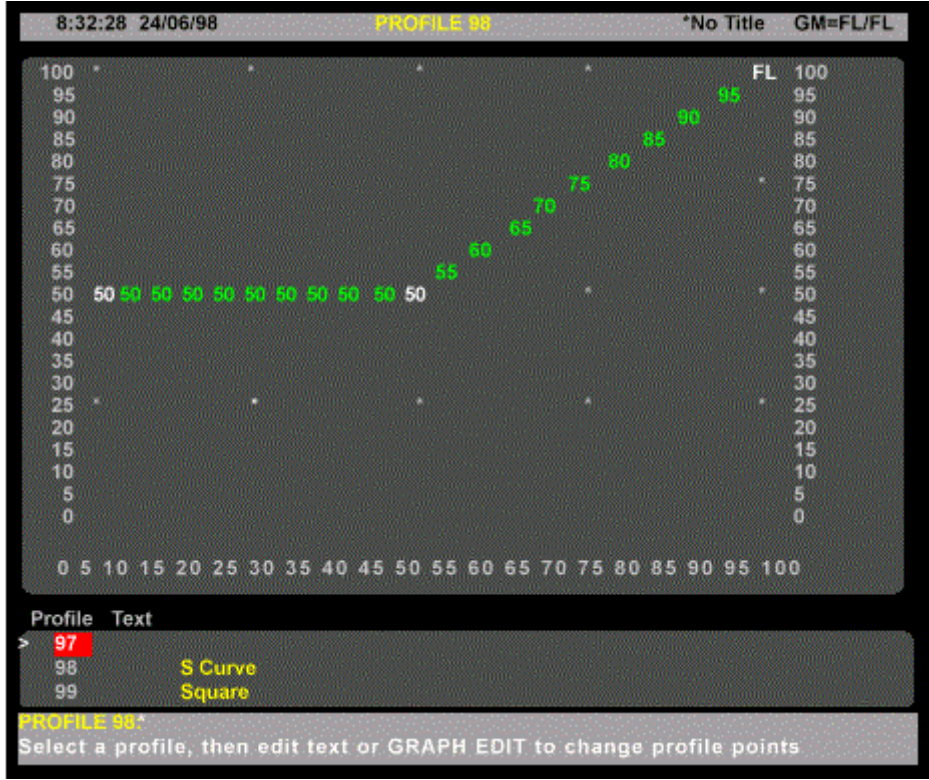 8:32:28 24/06/98 PROFILE 98 *No Title GM=FL/FL
100 * * * * FL 100
95 95 95
90 90 90
85 85 85
80 80 80
75 75 * 75
70 70 70
65 65 65
60 60 60
55 55 55
50 50 50 50 50 50 50 50 50 50 50 50 * * 50
45 45
40 40
35 35
30 30
25 * * * * * 25
20 20
15 15
10 10
5 5
0 0
0 5 10 15 20 25 30 35 40 45 50 55 60 65 70 75 80 85 90 95 100
Profile Text
> 97
98 S Curve
99 Square
PROFILE 98:*
Select a profile, then edit text or GRAPH EDIT to change profile points